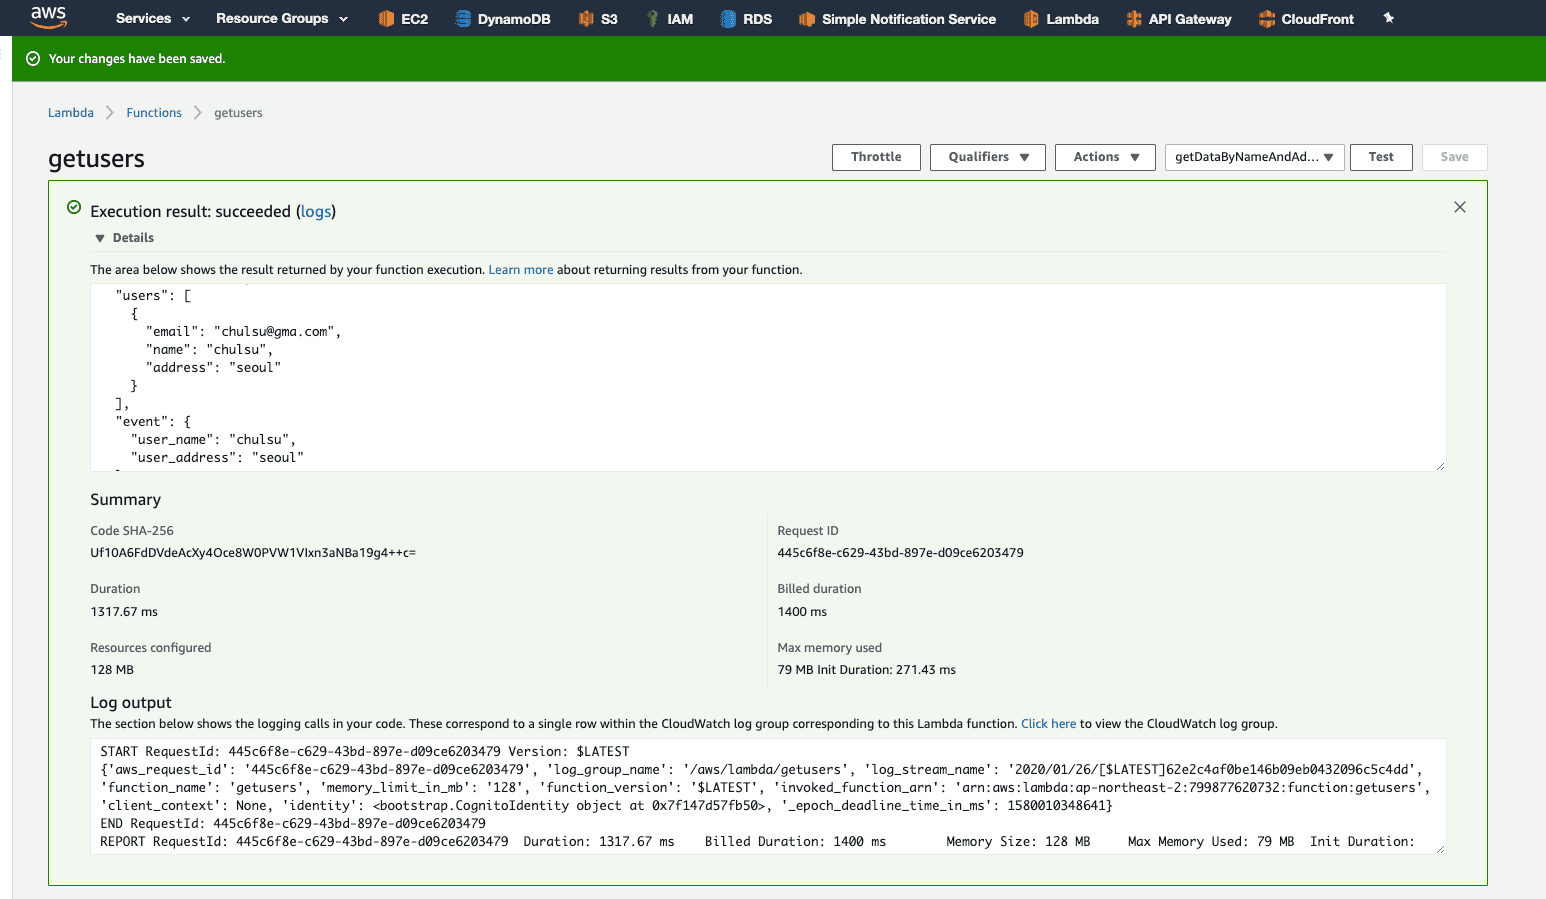 aws Services Resource Groups EC2 DynamoDB S3 IAM RDS Simple Notification Service Lambda API Gateway CloudFront
Your changes have been saved.
Lambda Functions getusers
getusers Throttle Qualifiers Actions getDataByNameAndAd... Test Save
Execution result: succeeded (logs)
Details
The area below shows the result returned by your function execution. Learn more about returning results from your function.
"users": [
{
"email": "chulsu@gma.com",
"name": "chulsu",
"address": "seoul"
}
],
"event": {
"user_name": "chulsu",
"user_address": "seoul"
Summary
Code SHA-256
Uf10A6FdDVdeAcXy4Oce8W0PVW1VIxn3aNBa19g4++c=
Request ID
445c6f8e-c629-43bd-897e-d09ce6203479
Duration
1317.67 ms
Billed duration
1400 ms
Resources configured
128 MB
Max memory used
79 MB Init Duration: 271.43 ms
Log output
The section below shows the logging calls in your code. These correspond to a single row within the CloudWatch log group corresponding to this Lambda function. Click here to view the CloudWatch log group.
START RequestId: 445c6f8e-c629-43bd-897e-d09ce6203479 Version: $LATEST
{'aws_request_id': '445c6f8e-c629-43bd-897e-d09ce6203479', 'log_group_name': '/aws/lambda/getusers', 'log_stream_name': '2020/01/26/[$LATEST]62e2c4af0be146b09eb0432096c5c4dd',
'function_name': 'getusers', 'memory_limit_in_mb': '128', 'function_version': '$LATEST', 'invoked_function_arn': 'arn:aws:lambda:ap-northeast-2:799877620732:function:getusers',
'client_context': None, 'identity': <bootstrap.CognitoIdentity object at 0x7f147d57fb50>, '_epoch_deadline_time_in_ms': 1580010348641}
END RequestId: 445c6f8e-c629-43bd-897e-d09ce6203479
REPORT RequestId: 445c6f8e-c629-43bd-897e-d09ce6203479 Duration: 1317.67 ms Billed Duration: 1400 ms Memory Size: 128 MB Max Memory Used: 79 MB Init Duration: